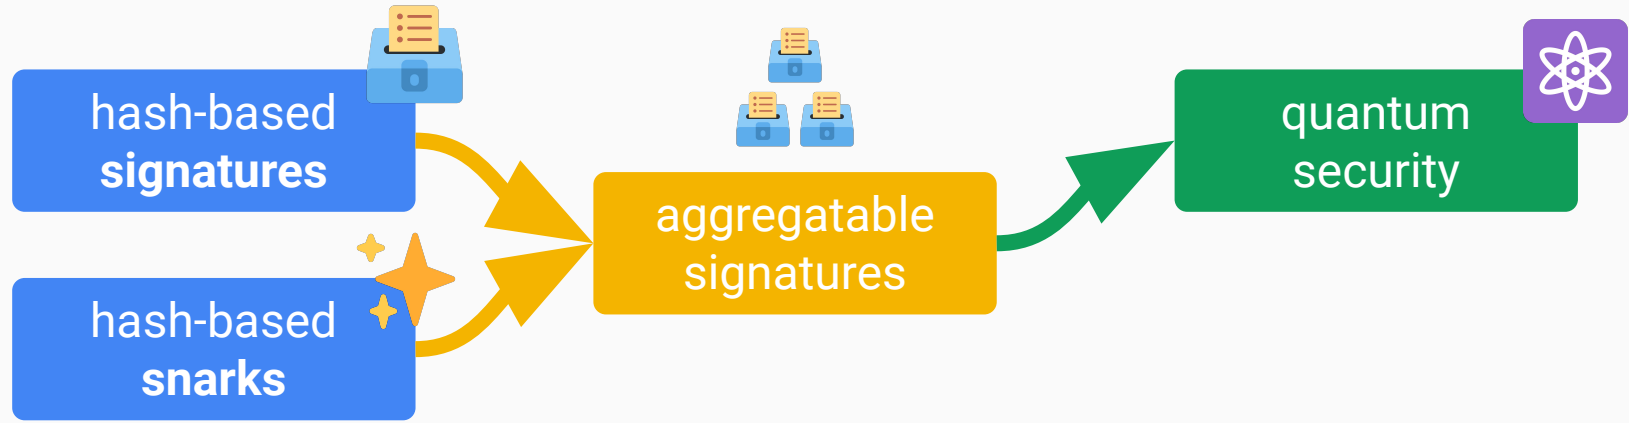 hash-based
signatures
hash-based
snarks
aggregatable
signatures
quantum
security